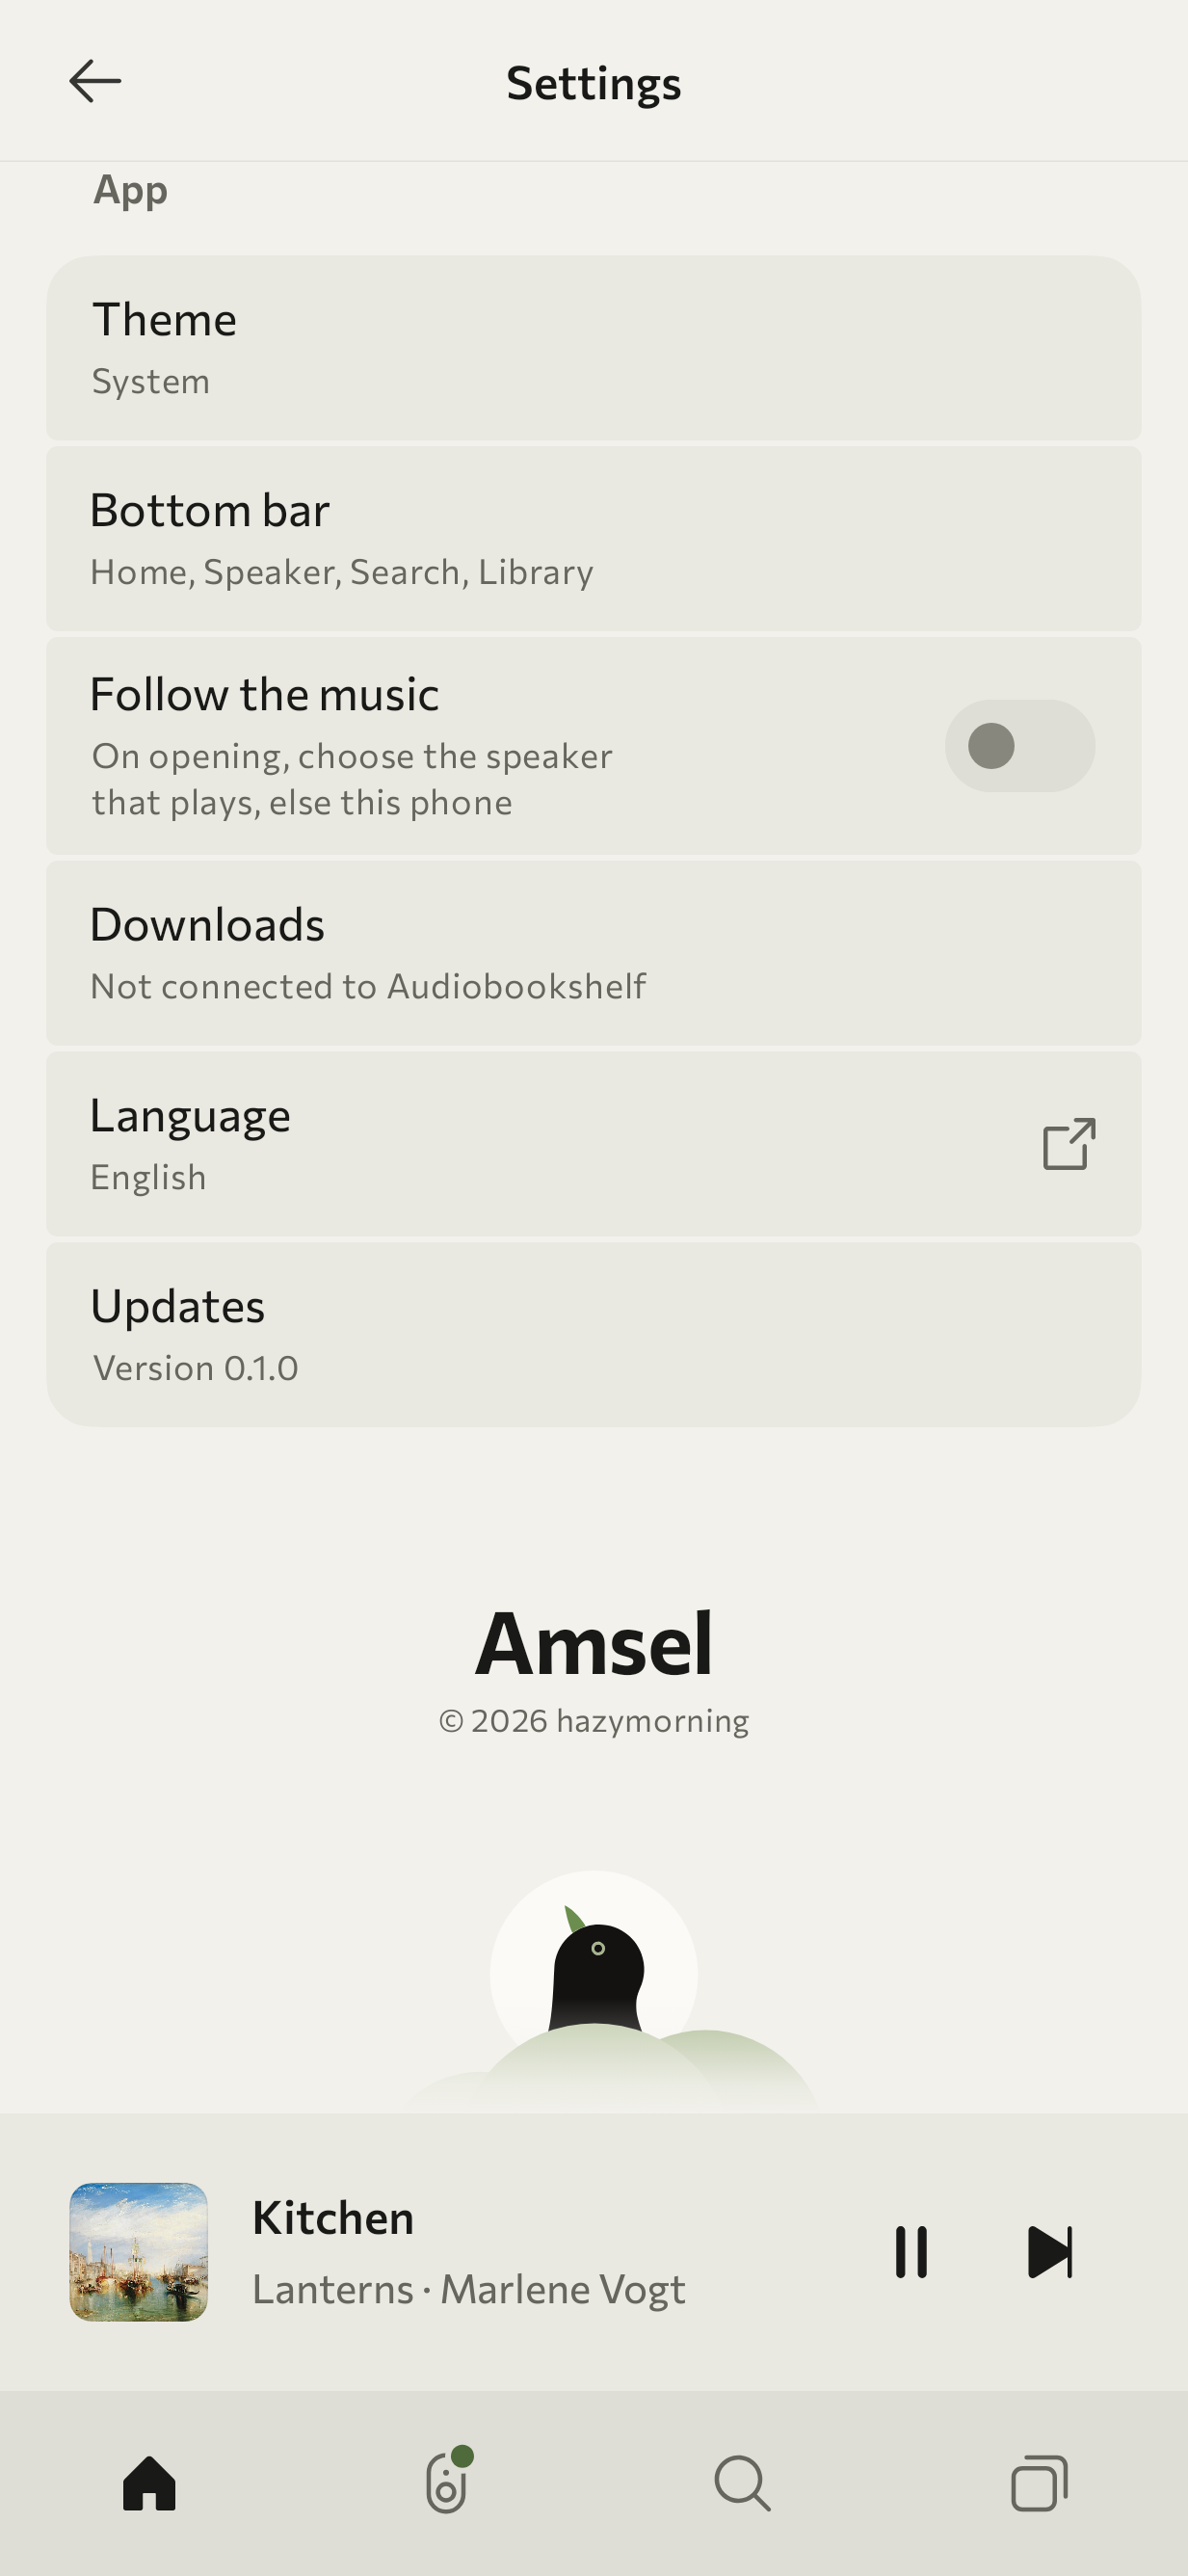 Settings
App
Theme
System
Bottom bar
Home, Speaker, Search, Library
Follow the music
On opening, choose the speaker
that plays, else this phone
Downloads
Not connected to Audiobookshelf
Language
English
Updates
Version 0.1.0
Amsel
© 2026 hazymorning
Kitchen
Lanterns · Marlene Vogt